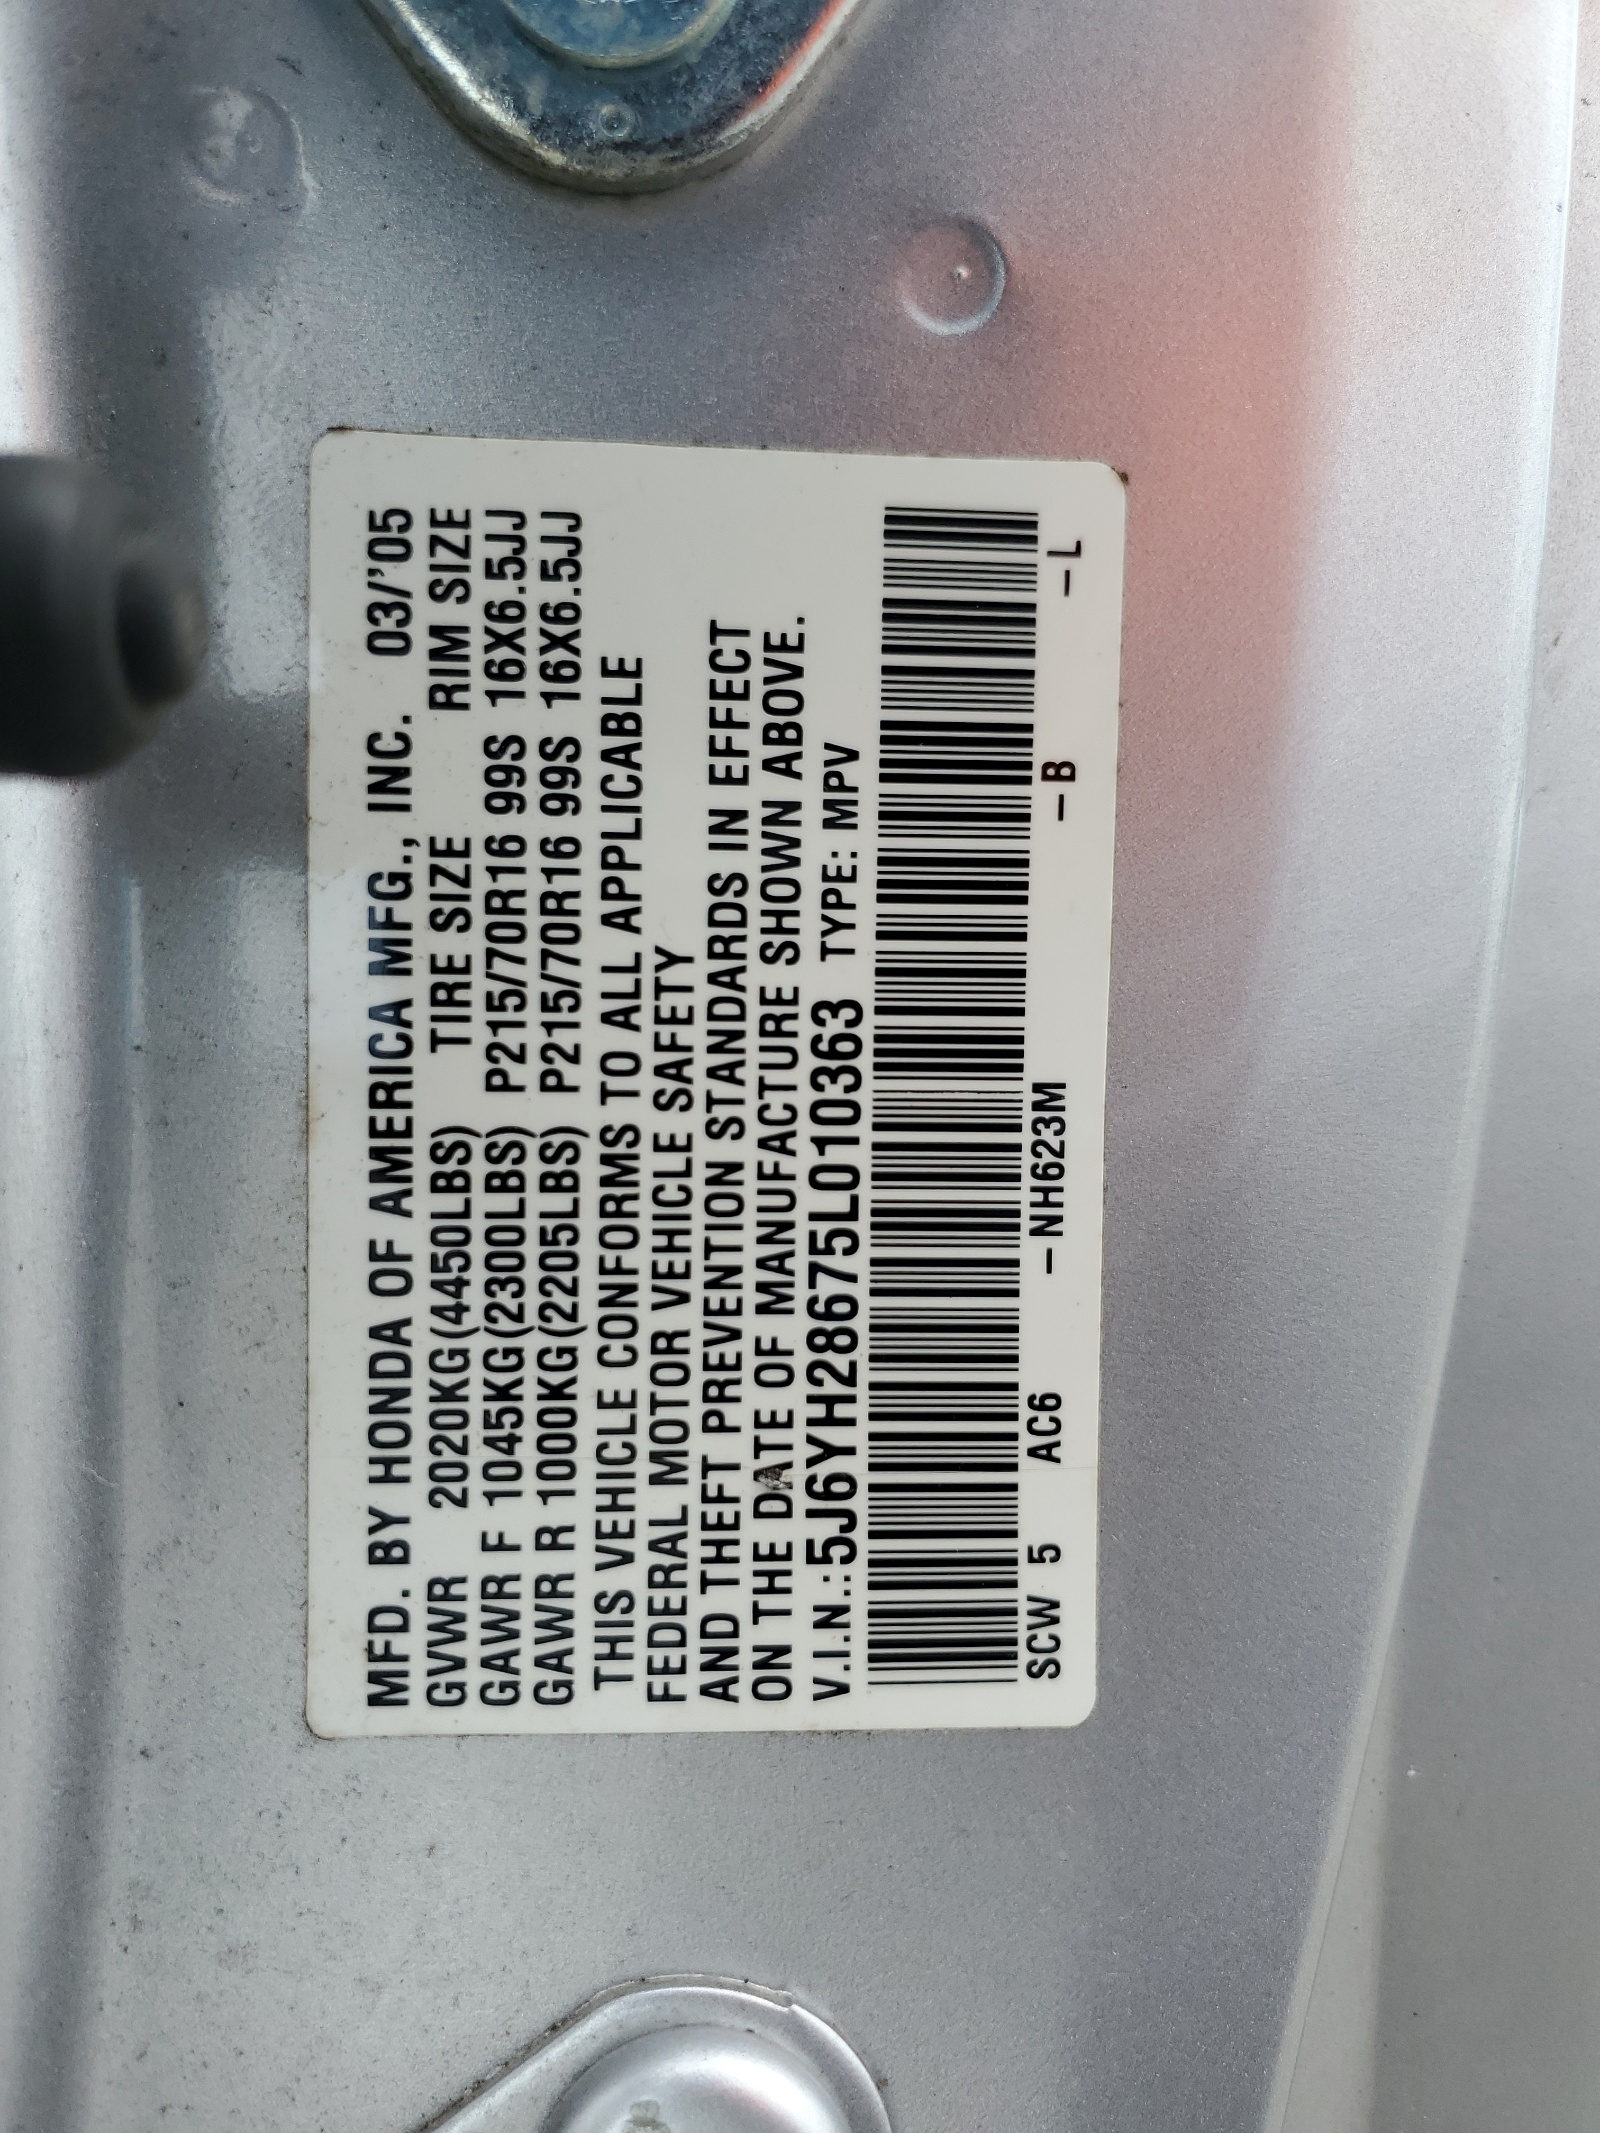 MFD. BY HONDA OF AMERICA MFG., INC. 03/'05
GVWR 2020KG(4450LBS) TIRE SIZE RIM SIZE
GAWR F 1045KG(2300LBS) P215/70R16 99S 16X6.5JJ
GAWR R 1000KG(2205LBS) P215/70R16 99S 16X6.5JJ
THIS VEHICLE CONFORMS TO ALL APPLICABLE
FEDERAL MOTOR VEHICLE SAFETY
AND THEFT PREVENTION STANDARDS IN EFFECT
ON THE DATE OF MANUFACTURE SHOWN ABOVE.
V.I.N.:5J6YH28675L010363 TYPE: MPV
SCW 5 AC6 –NH623M –B –L